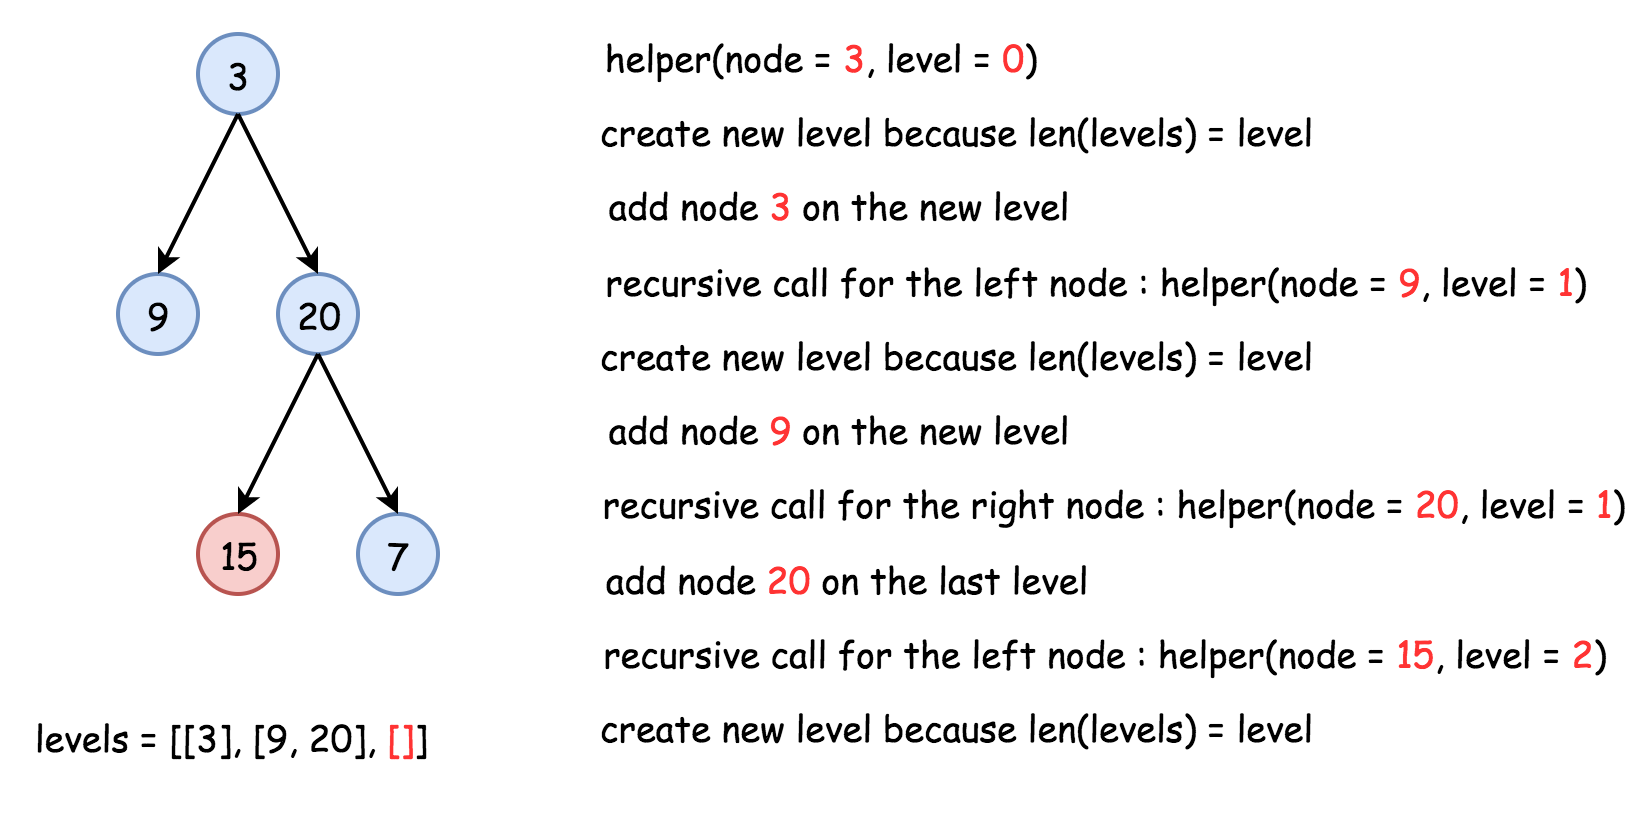 3
9
20
15
7
levels = [[3], [9, 20], []]
helper(node = 3, level = 0)
create new level because len(levels) = level
add node 3 on the new level
recursive call for the left node : helper(node = 9, level = 1)
create new level because len(levels) = level
add node 9 on the new level
recursive call for the right node : helper(node = 20, level = 1)
add node 20 on the last level
recursive call for the left node : helper(node = 15, level = 2)
create new level because len(levels) = level